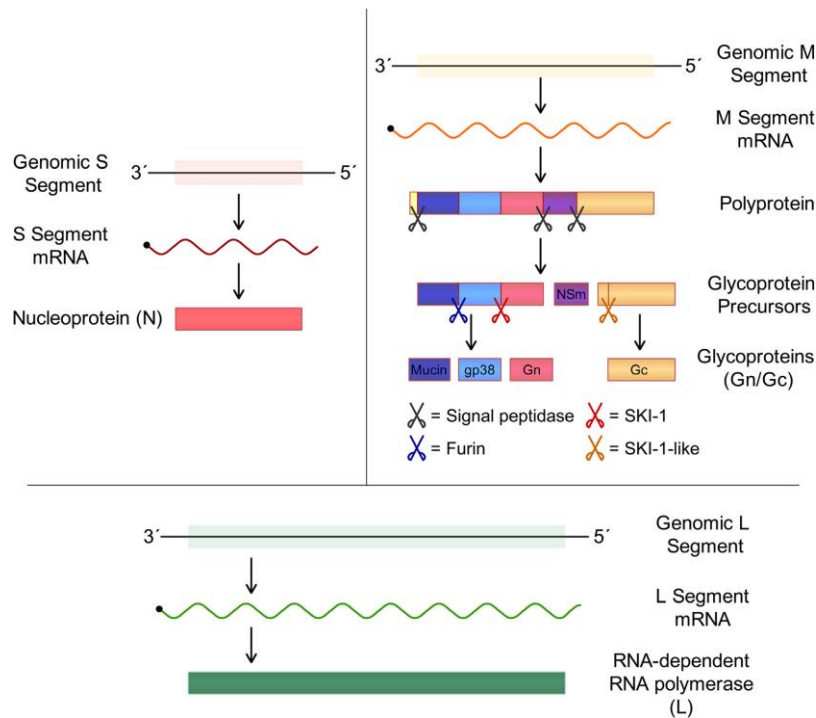 3´ 5´ Genomic M
Segment
M Segment
mRNA
Genomic S
Segment
3´ 5´
S Segment
mRNA
Polyprotein
Nucleoprotein (N)
NSm
Glycoprotein
Precursors
Mucin gp38 Gn Gc
Glycoproteins
(Gn/Gc)
= Signal peptidase = SKI-1
= Furin = SKI-1-like
3´ 5´ Genomic L
Segment
L Segment
mRNA
RNA-dependent
RNA polymerase
(L)